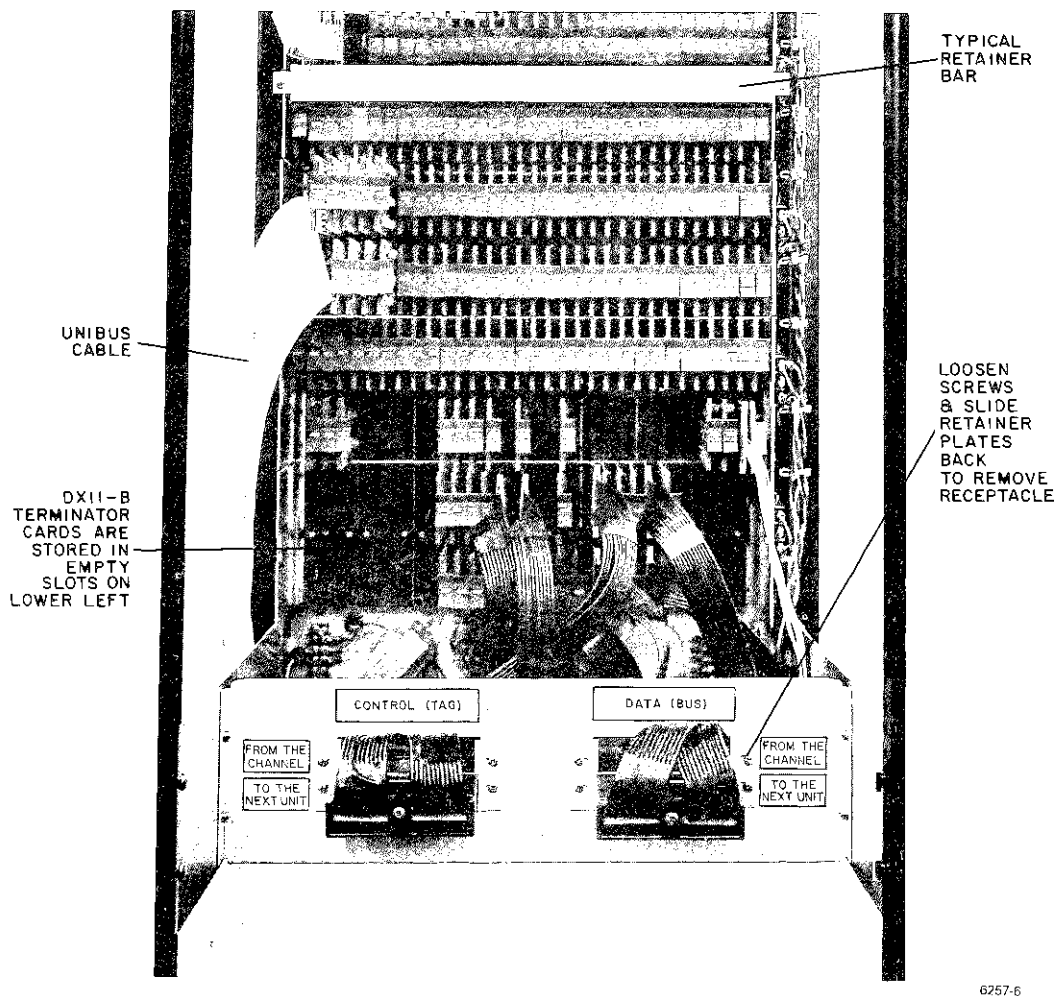 TYPICAL
RETAINER
BAR
UNIBUS
CABLE
LOOSEN
SCREWS
& SLIDE
RETAINER
PLATES
BACK
TO REMOVE
RECEPTACLE
DX11-B
TERMINATOR
CARDS ARE
STORED IN
EMPTY
SLOTS ON
LOWER LEFT
CONTROL (TAG)
DATA (BUS)
FROM THE
CHANNEL
TO THE
NEXT UNIT
FROM THE
CHANNEL
TO THE
NEXT UNIT
6257-6